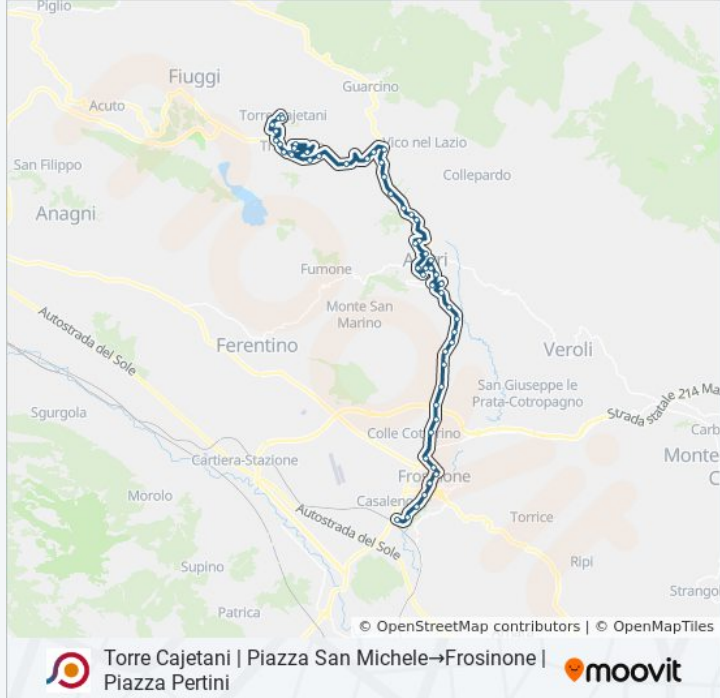 Piglio
Fiuggi
Guarcino
Acuto
Torre Cajetani
Vico nel Lazio
San Filippo
Collepardo
Anagni
Fumone
Monte San
Marino
Autostrada del Sole
Ferentino
Veroli
San Giuseppe le
Prata-Cotropagno
Strada statale 214 Ma
Sgurgola
Colle Cottorino
Carb
Monte
Cartiera-Stazione
Frosinone
Morolo
Casalen
Autostrada del Sole
Torrice
Supino
Ripi
Patrica
Strango
© OpenStreetMap contributors | © OpenMapTiles
Torre Cajetani | Piazza San Michele→Frosinone |
Piazza Pertini
moovit